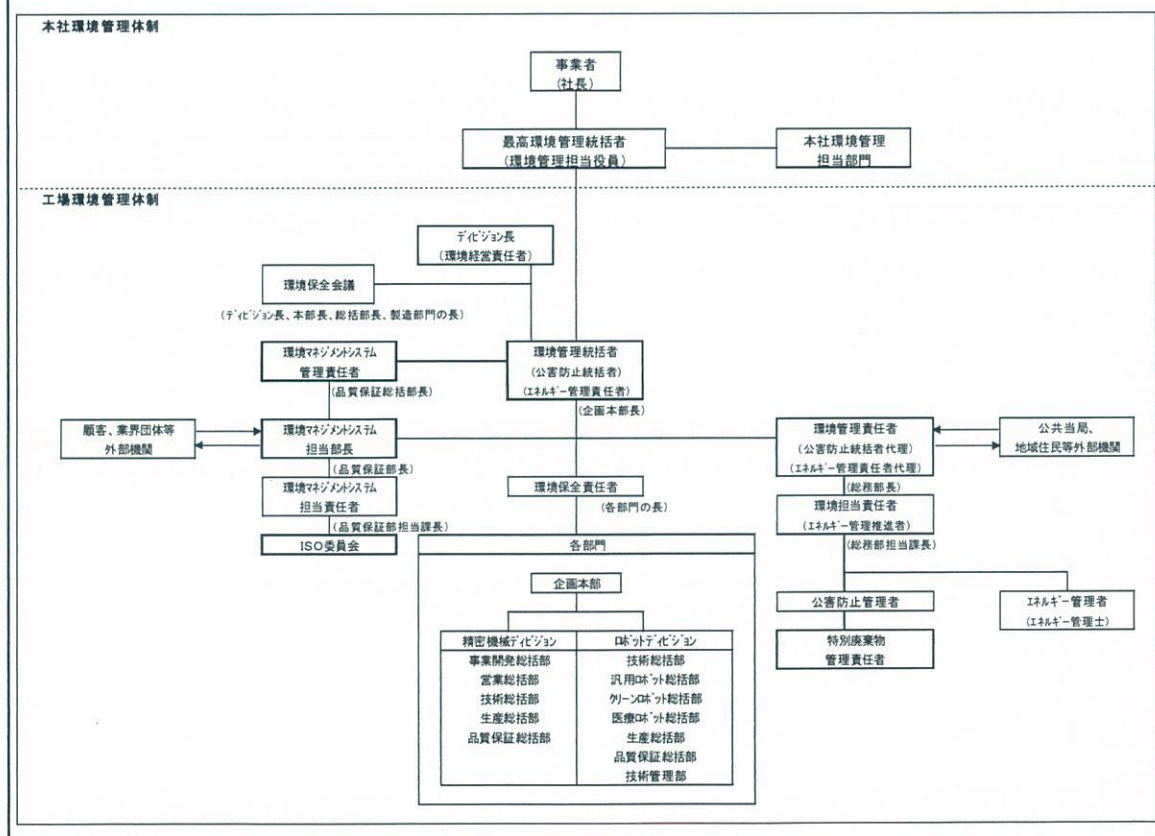 本社環境管理体制
事業者
(社長)
最高環境管理統括者
(環境管理担当役員)
本社環境管理
担当部門
工場環境管理体制
ディビジョン長
(環境経営責任者)
環境保全会議
(ディビジョン長、本部長、総括部長、製造部門の長)
環境マネジメントシステム
管理責任者
(品質保証総括部長)
環境管理統括者
(公害防止統括者)
(エネルギー管理責任者)
(企画本部長)
顧客、業界団体等
外部機関
環境マネジメントシステム
担当部長
(品質保証部長)
環境管理責任者
(公害防止統括者代理)
(エネルギー管理責任者代理)
(総務部長)
公共当局、
地域住民等外部機関
環境マネジメントシステム
担当責任者
(品質保証部担当課長)
環境保全責任者
(各部門の長)
環境担当責任者
(エネルギー管理推進者)
(総務部担当課長)
ISO委員会
各部門
企画本部
精密機械ディビジョン
事業開発総括部
営業総括部
技術総括部
生産総括部
品質保証総括部
ロボットディビジョン
技術総括部
汎用ロボット総括部
クリーンロボット総括部
医療ロボット総括部
生産総括部
品質保証総括部
技術管理部
公害防止管理者
エネルギー管理者
(エネルギー管理士)
特別廃棄物
管理責任者